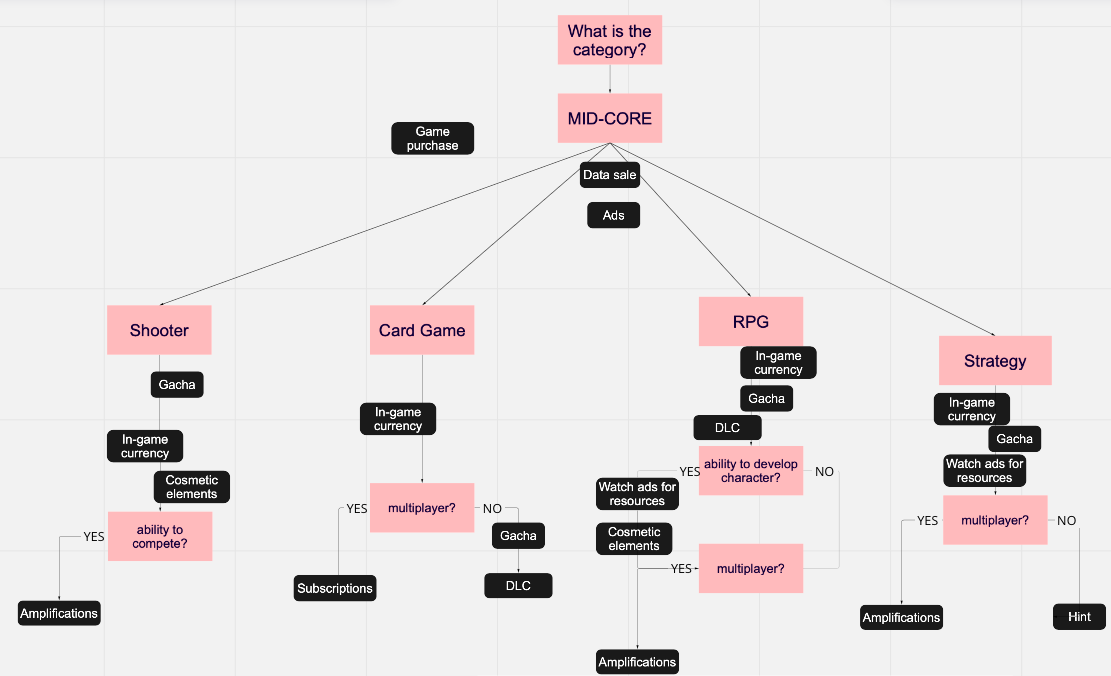 What is the
category?
MID-CORE
Game
purchase
Data sale
Ads
Shooter
Gacha
In-game
currency
Cosmetic
elements
YES
ability to
compete?
Amplifications
Card Game
In-game
currency
YES
multiplayer?
NO
Gacha
Subscriptions
DLC
RPG
In-game
currency
Gacha
DLC
YES
ability to develop
character?
NO
Watch ads for
resources
Cosmetic
elements
YES
multiplayer?
Amplifications
Strategy
In-game
currency
Gacha
Watch ads for
resources
YES
multiplayer?
NO
Amplifications
Hint